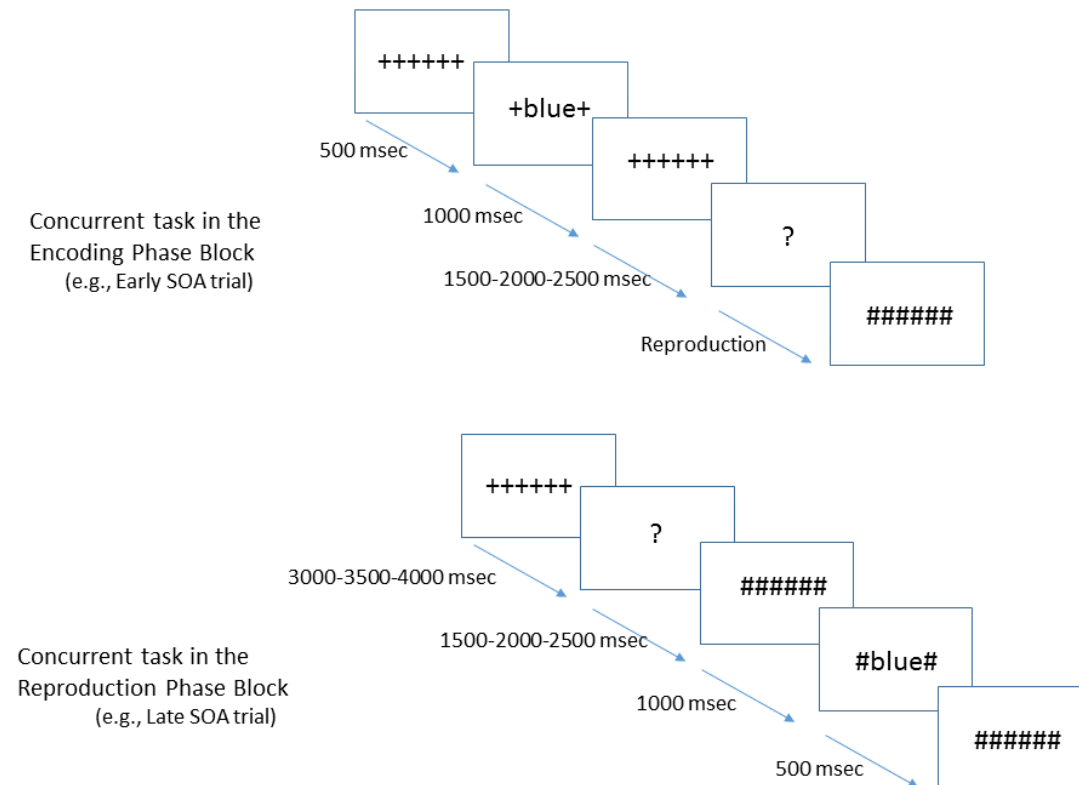 ++++++
+blue+
500 msec
++++++
1000 msec
Concurrent task in the
Encoding Phase Block
(e.g., Early SOA trial)
?
1500-2000-2500 msec
######
Reproduction
++++++
?
3000-3500-4000 msec
######
1500-2000-2500 msec
Concurrent task in the
Reproduction Phase Block
(e.g., Late SOA trial)
#blue#
1000 msec
######
500 msec